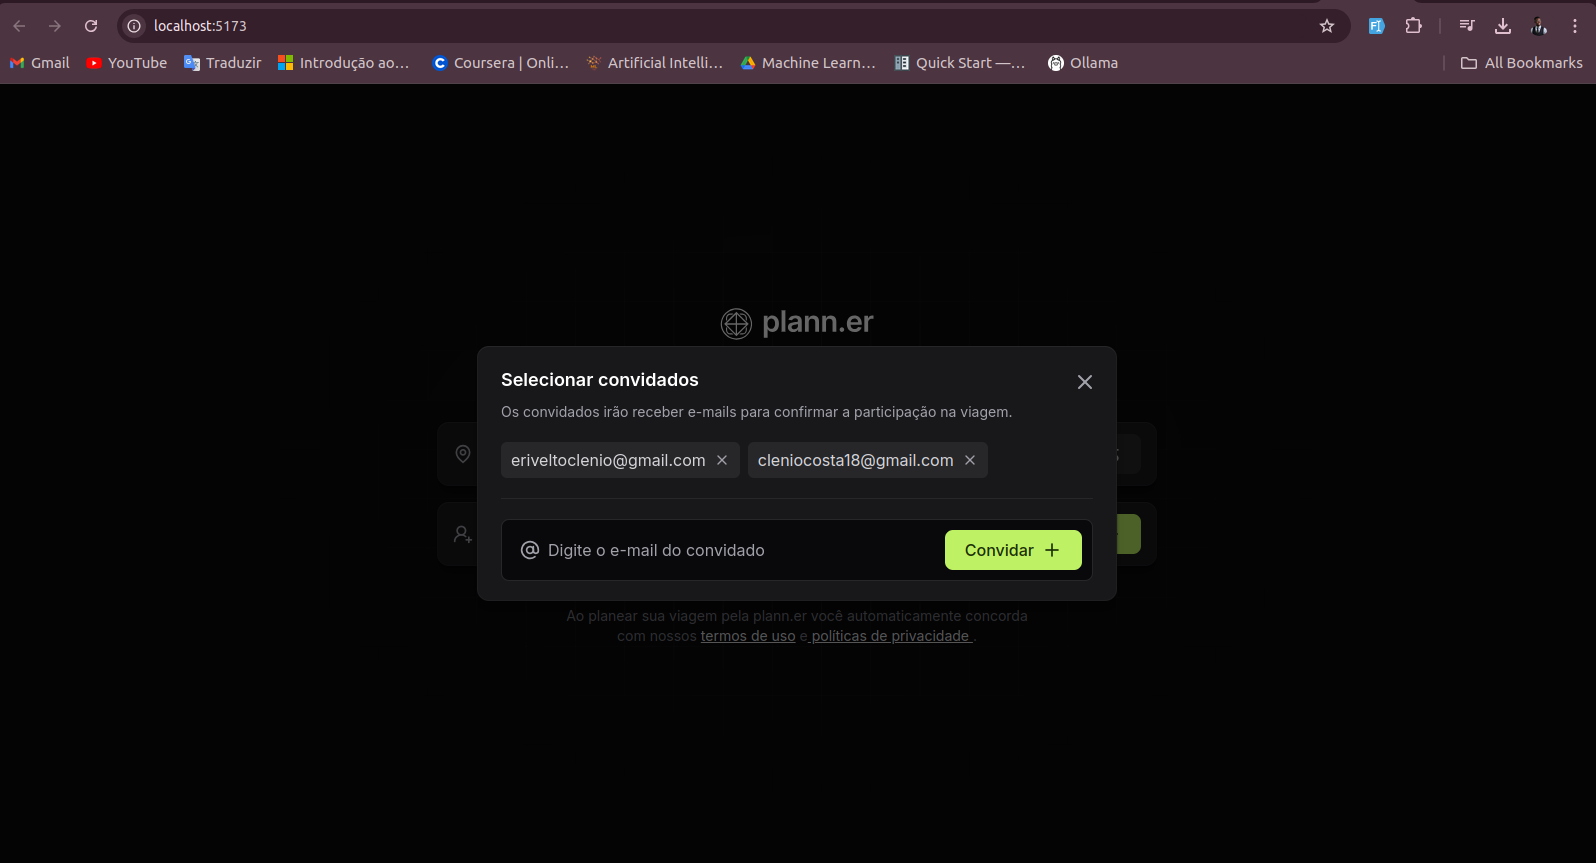 localhost:5173
Gmail YouTube Traduzir Introdução ao... Coursera | Onli... Artificial Intelli... Machine Learn... Quick Start —... Ollama All Bookmarks
plann.er
Selecionar convidados
Os convidados irão receber e-mails para confirmar a participação na viagem.
eriveltoclenio@gmail.com cleniocosta18@gmail.com
Digite o e-mail do convidado Convidar
Ao planear sua viagem pela plann.er você automaticamente concorda
com nossos termos de uso e políticas de privacidade .